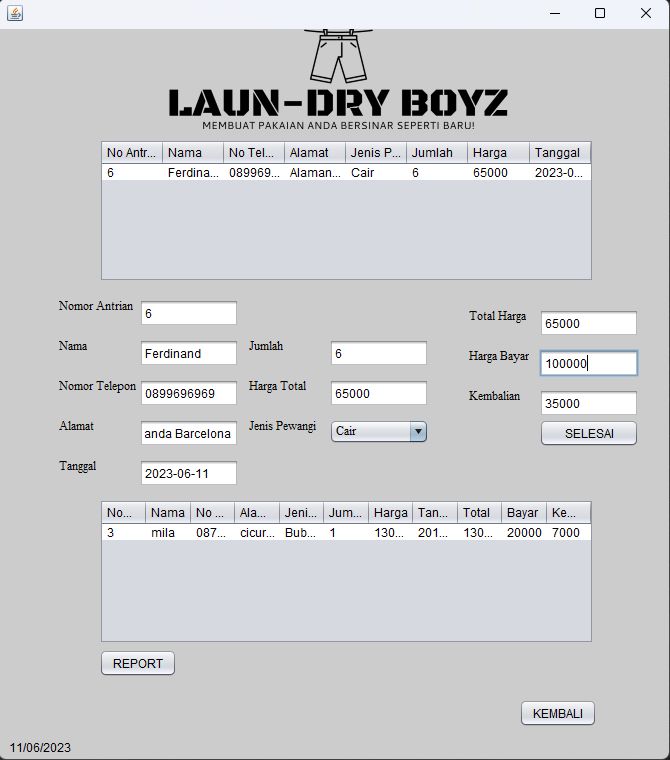 LAUN-DRY BOYZ
MEMBUAT PAKAIAN ANDA BERSINAR SEPERTI BARU!
No Antr... Nama No Tel... Alamat Jenis P... Jumlah Harga Tanggal
6 Ferdina... 089969... Alaman... Cair 6 65000 2023-0...
Nomor Antrian 6 Total Harga 65000
Nama Ferdinand Jumlah 6 Harga Bayar 100000
Nomor Telepon 0899696969 Harga Total 65000 Kembalian 35000
Alamat anda Barcelona Jenis Pewangi Cair SELESAI
Tanggal 2023-06-11
No... Nama No ... Ala... Jeni... Jum... Harga Tan... Total Bayar Ke...
3 mila 087... cicur... Bub... 1 130... 201... 130... 20000 7000
REPORT
KEMBALI
11/06/2023